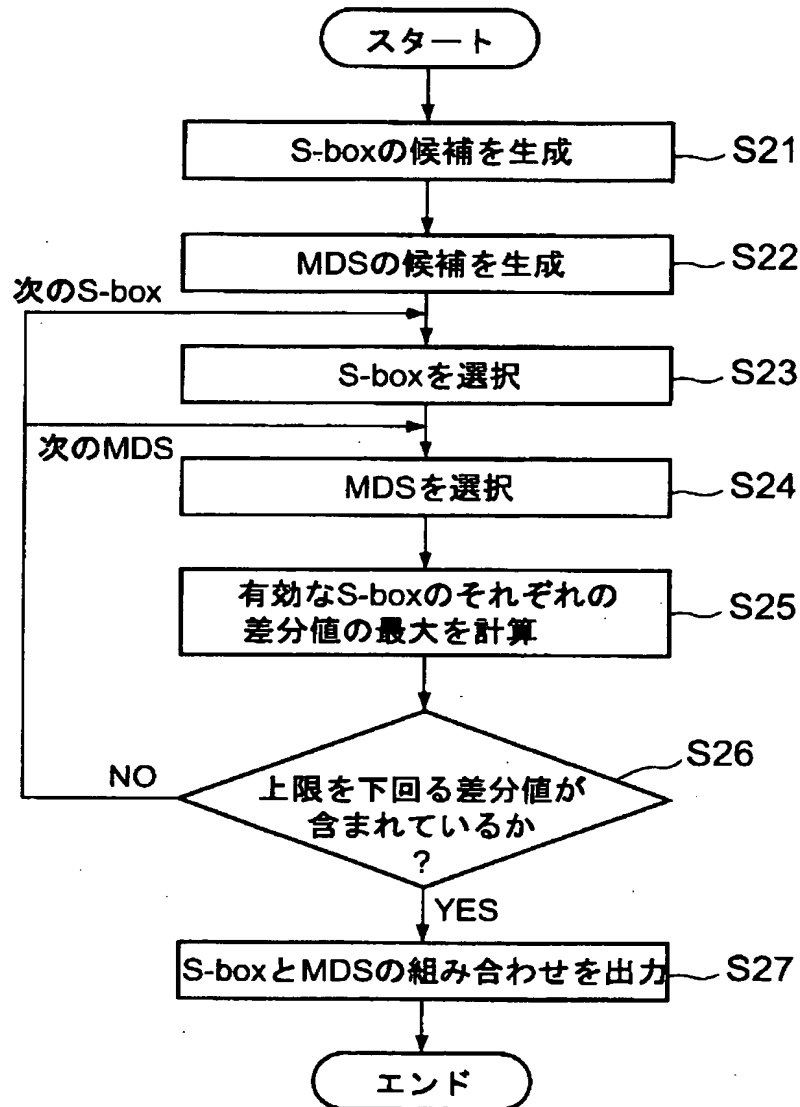 スタート
S-boxの候補を生成
S21
MDSの候補を生成
S22
次のS-box
S-boxを選択
S23
次のMDS
MDSを選択
S24
有効なS-boxのそれぞれの
差分値の最大を計算
S25
S26
NO
上限を下回る差分値が
含まれているか
?
YES
S-boxとMDSの組み合わせを出力
S27
エンド